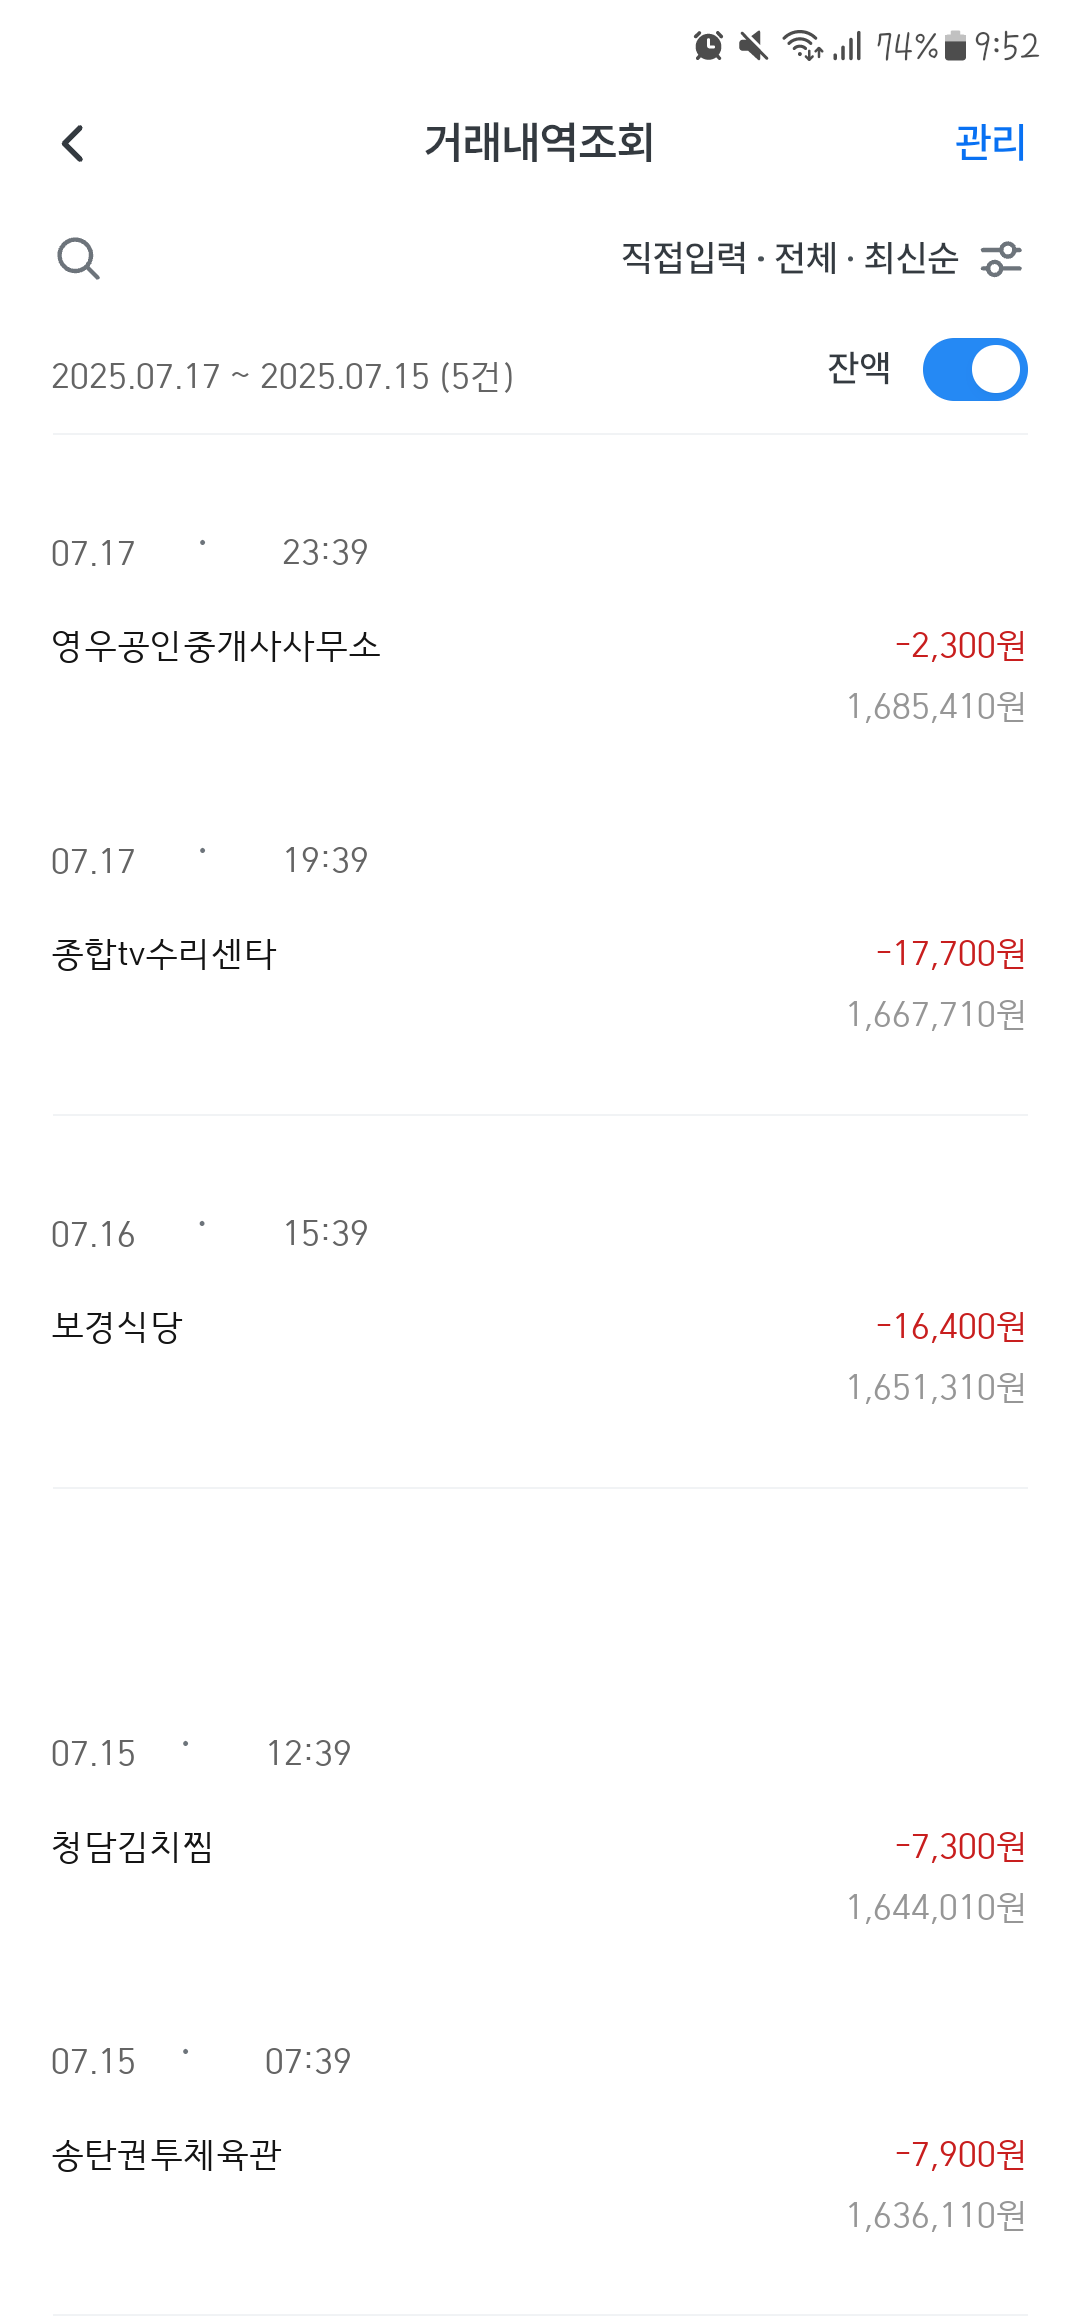 74% 9:52
거래내역조회 관리
직접입력 · 전체 · 최신순
2025.07.17 ~ 2025.07.15 (5건) 잔액
07.17 · 23:39
영우공인중개사사무소 -2,300원
1,685,410원
07.17 · 19:39
종합tv수리센타 -17,700원
1,667,710원
07.16 · 15:39
보경식당 -16,400원
1,651,310원
07.15 · 12:39
청담김치찜 -7,300원
1,644,010원
07.15 · 07:39
송탄권투체육관 -7,900원
1,636,110원